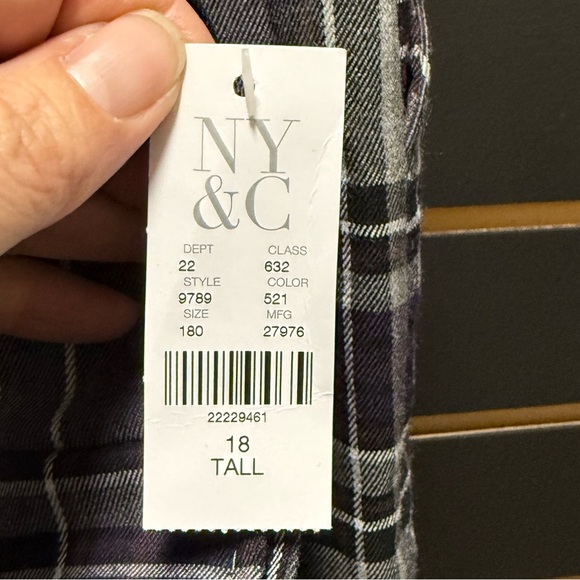 NY
&C
DEPT CLASS
22 632
STYLE COLOR
9789 521
SIZE MFG
180 27976
22229461
18
TALL